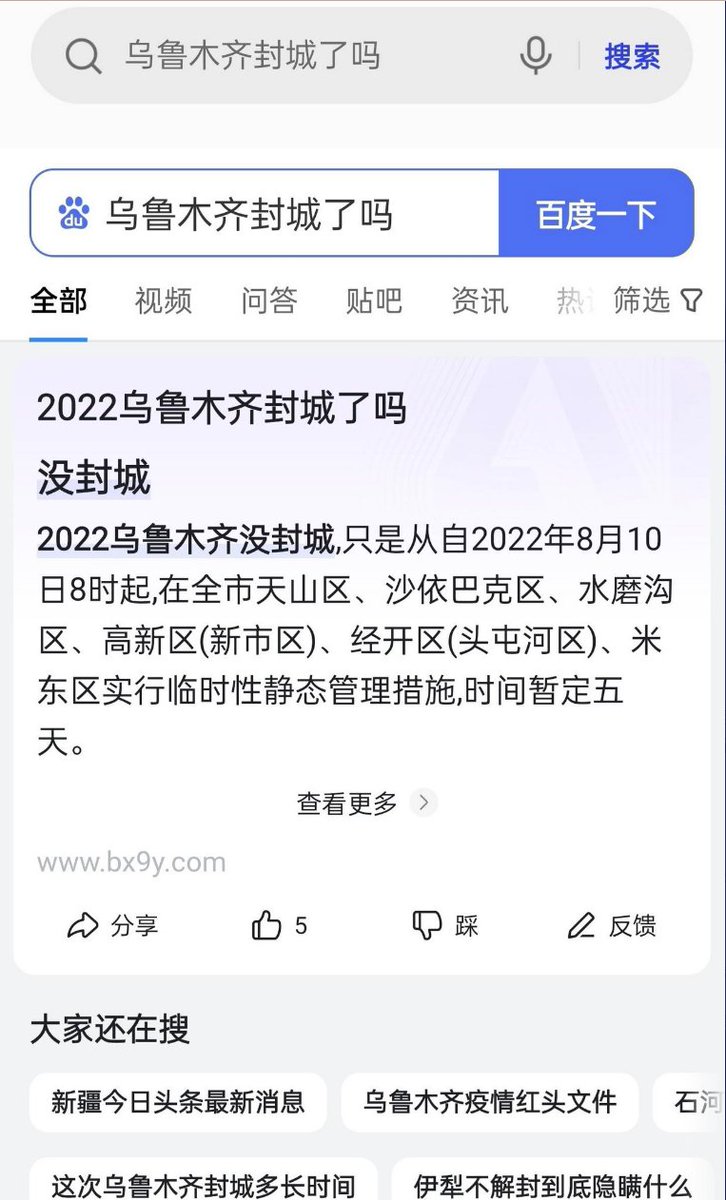 乌鲁木齐封城了吗 搜索
du 乌鲁木齐封城了吗 百度一下
全部 视频 问答 贴吧 资讯 热 筛选
2022乌鲁木齐封城了吗
没封城
2022乌鲁木齐没封城,只是从自2022年8月10
日8时起,在全市天山区、沙依巴克区、水磨沟
区、高新区(新市区)、经开区(头屯河区)、米
东区实行临时性静态管理措施,时间暂定五
天。
查看更多
www.bx9y.com
分享 5 踩 反馈
大家还在搜
新疆今日头条最新消息 乌鲁木齐疫情红头文件 石河
这次乌鲁木齐封城多长时间 伊犁不解封到底隐瞒什么